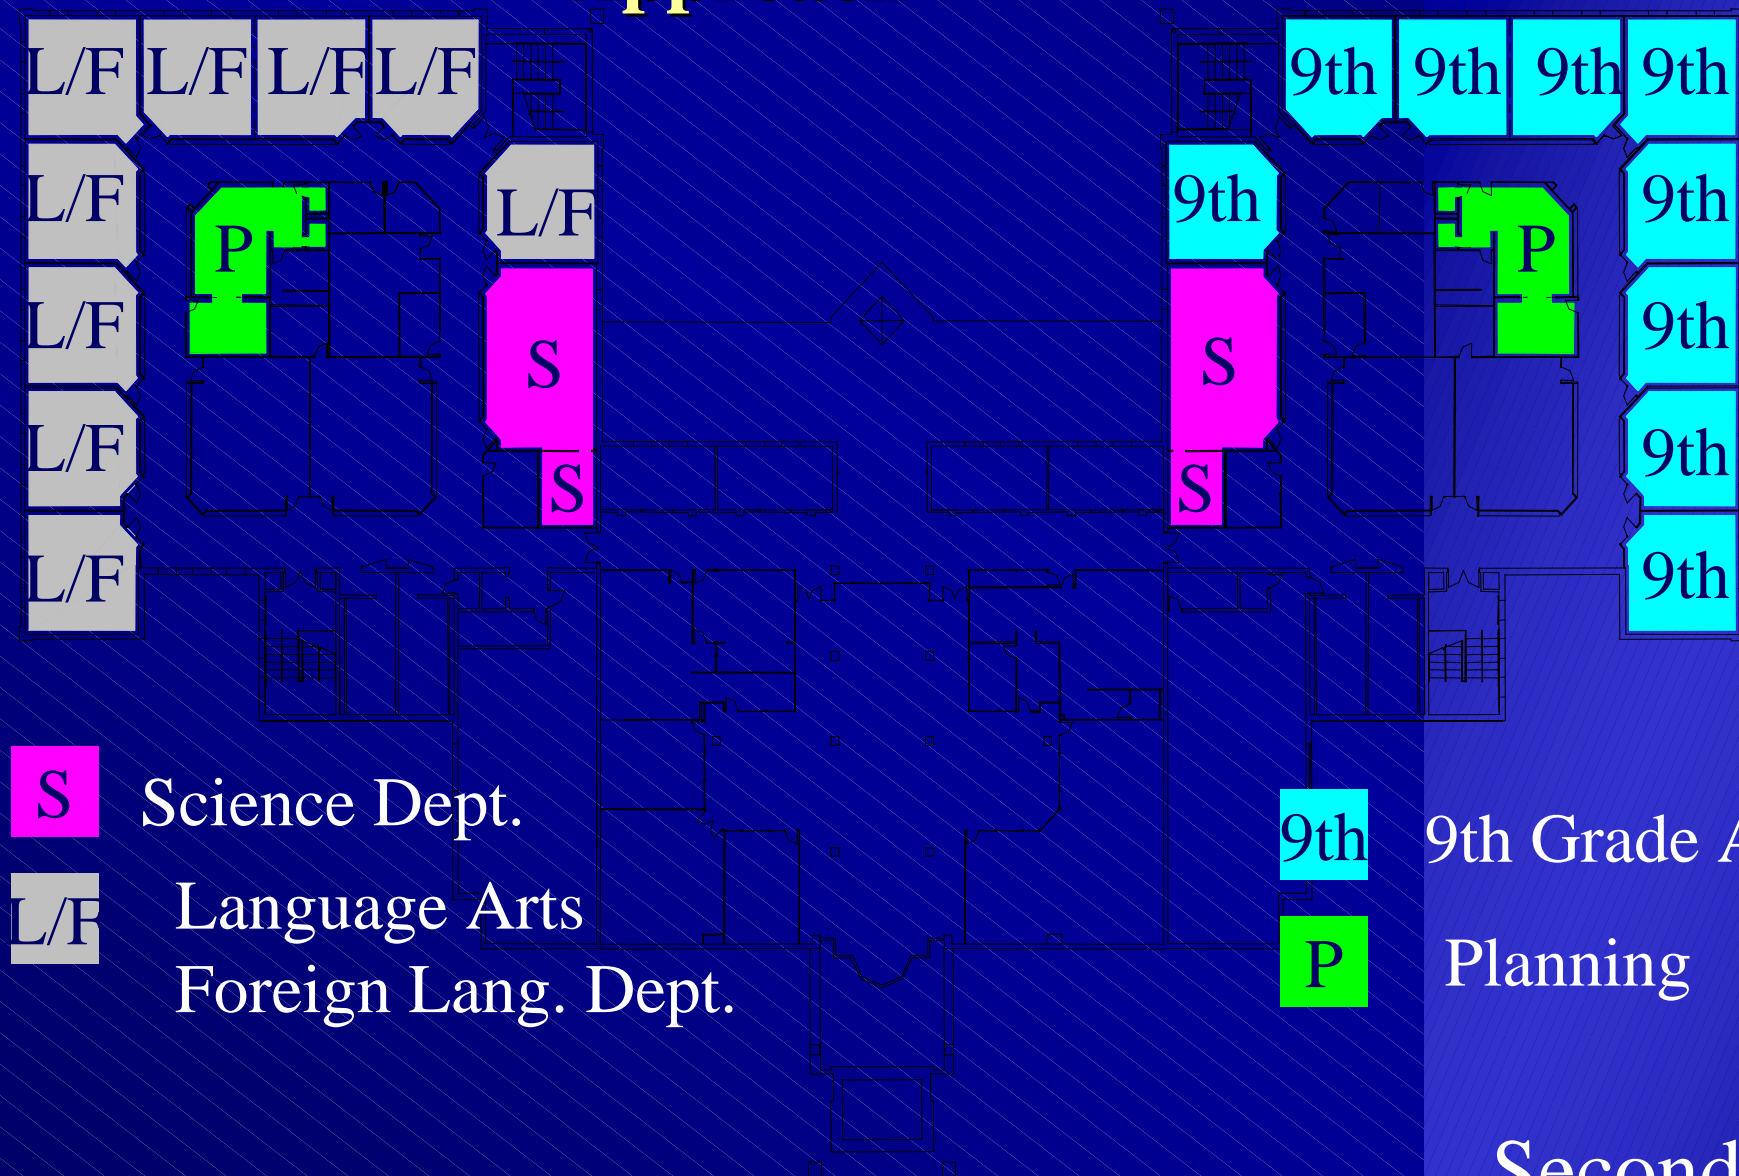 L/F L/F L/F L/F 9th 9th 9th 9th
L/F L/F 9th 9th
P P
L/F S S 9th
L/F 9th
S S
L/F 9th
S Science Dept.
9th 9th Grade A
L/F Language Arts
Foreign Lang. Dept.
P Planning
Second